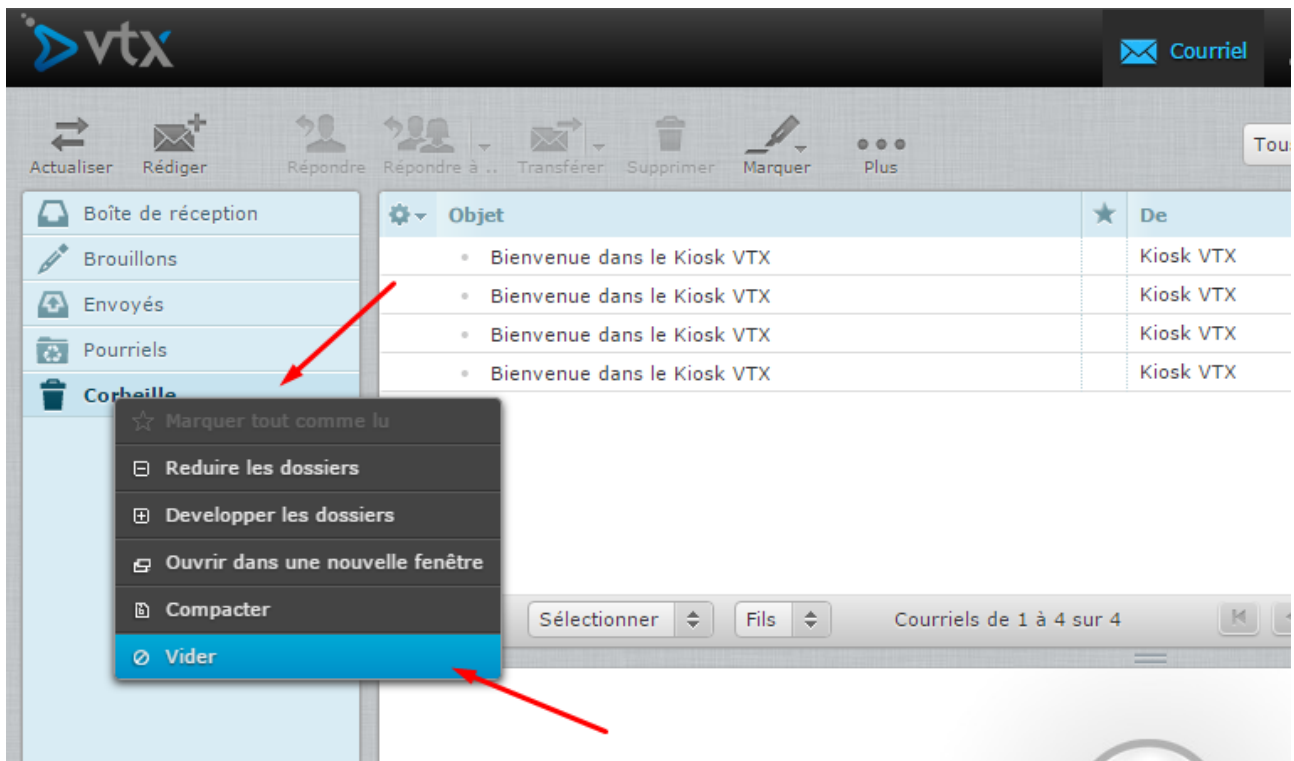 vtx
Courriel
Actualiser Rédiger Répondre Répondre à .. Transférer Supprimer Marquer Plus
Boîte de réception
Brouillons
Envoyés
Pourriels
Corbeille
Objet De
Bienvenue dans le Kiosk VTX Kiosk VTX
Bienvenue dans le Kiosk VTX Kiosk VTX
Bienvenue dans le Kiosk VTX Kiosk VTX
Bienvenue dans le Kiosk VTX Kiosk VTX
Marquer tout comme lu
Reduire les dossiers
Developper les dossiers
Ouvrir dans une nouvelle fenêtre
Compacter
Vider
Sélectionner Fils Courriels de 1 à 4 sur 4